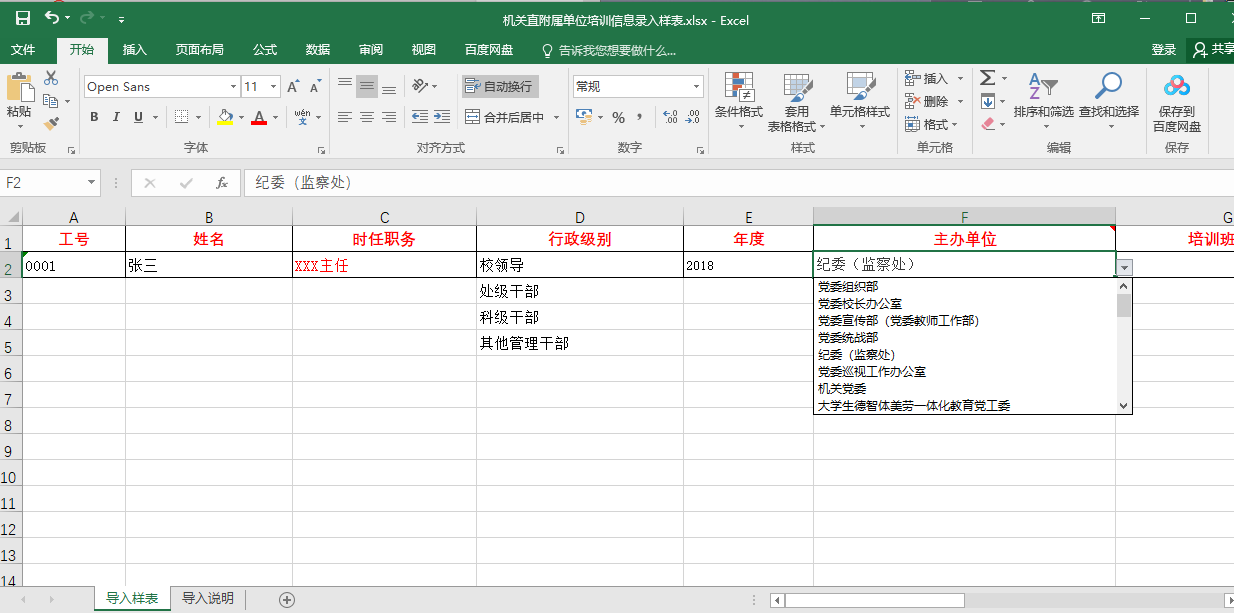 机关直附属单位培训信息录入样表.xlsx - Excel
文件 开始 插入 页面布局 公式 数据 审阅 视图 百度网盘 告诉我您想要做什么... 登录 共享
Open Sans 11 自动换行 常规 插入
粘贴 B I U wén 文 合并后居中 % 条件格式 套用 表格格式 单元格样式 删除 格式 排序和筛选 查找和选择 保存到 百度网盘
剪贴板 字体 对齐方式 数字 样式 单元格 编辑 保存
F2 fx 纪委（监察处）
A B C D E F G
1 工号 姓名 时任职务 行政级别 年度 主办单位 培训班
2 0001 张三 XXX主任 校领导 2018 纪委（监察处）
3 处级干部 党委组织部
党委校长办公室
4 科级干部 党委宣传部（党委教师工作部）
党委统战部
5 其他管理干部 纪委（监察处）
6 党委巡视工作办公室
7 机关党委
大学生德智体美劳一体化教育党工委
8
9
10
11
12
13
14
导入样表 导入说明